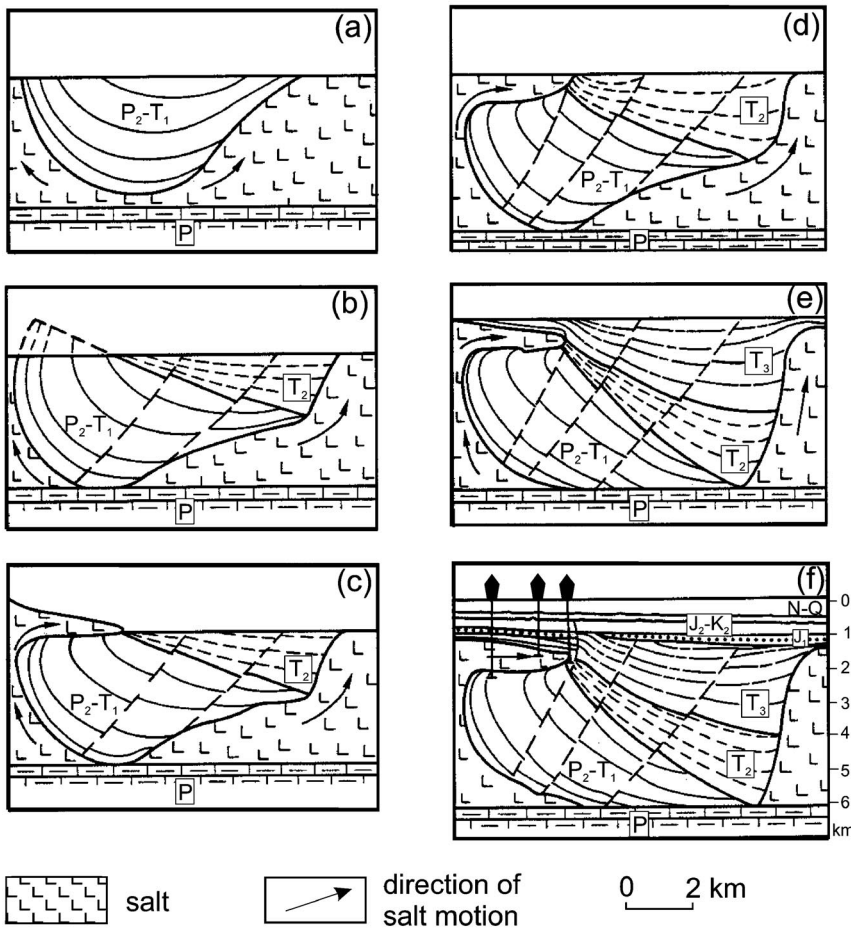 (a)
P₂-T₁
P
(b)
T₂
P₂-T₁
P
(c)
T₂
P₂-T₁
P
(d)
T₂
P₂-T₁
P
(e)
T₃
P₂-T₁
T₂
P
(f)
0
N-Q
J₂-K₂
1
J₁
2
T₃
3
4
T₂
P₂-T₁
5
6
P
km
salt
direction of
salt motion
0 2 km